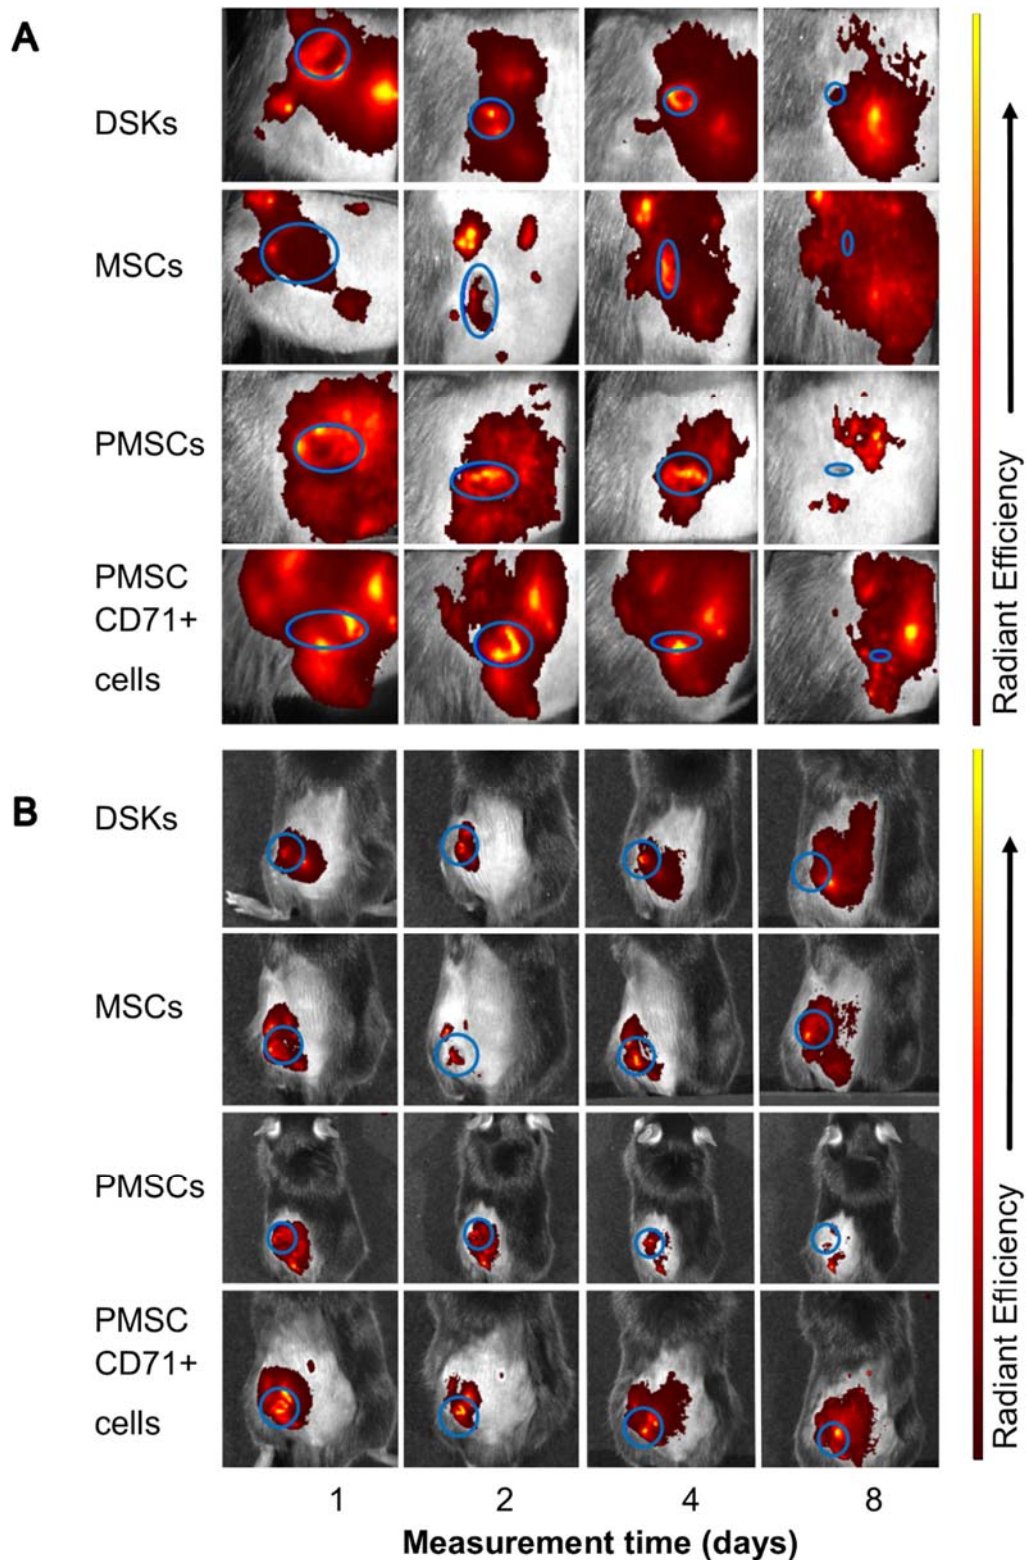 A
DSKs
MSCs
PMSCs
PMSC
CD71+
cells
Radiant Efficiency
B
DSKs
MSCs
PMSCs
PMSC
CD71+
cells
Radiant Efficiency
1 2 4 8
Measurement time (days)